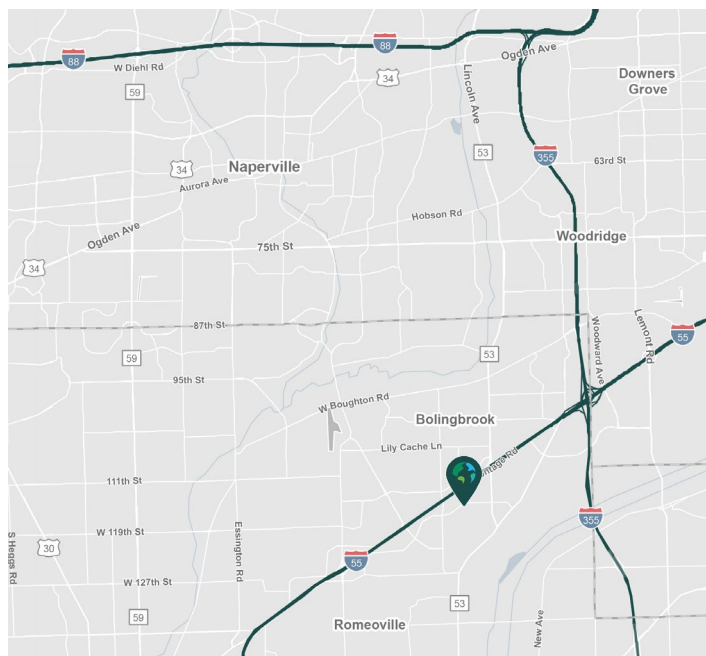 88
Ogden Ave
88
W Diehl Rd
34
Lincoln Ave
Downers
Grove
59
53
355
63rd St
34
Naperville
Aurora Ave
Hobson Rd
Ogden Ave
75th St
Woodridge
34
87th St
Woodward Ave
Lemont Rd
55
59
53
95th St
W Boughton Rd
Bolingbrook
Lily Cache Ln
111th St
355
W 119th St
S Heggs Rd
30
Essington Rd
55
W 127th St
59
53
New Ave
Romeoville